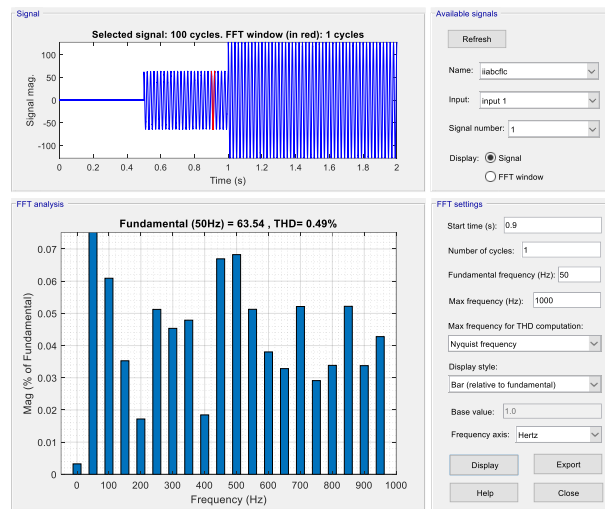 Signal
Selected signal: 100 cycles. FFT window (in red): 1 cycles
100
50
0
-50
-100
Signal mag.
0 0.2 0.4 0.6 0.8 1 1.2 1.4 1.6 1.8 2
Time (s)
FFT analysis
Fundamental (50Hz) = 63.54 , THD= 0.49%
0.07
0.06
0.05
0.04
0.03
0.02
0.01
0
Mag (% of Fundamental)
0 100 200 300 400 500 600 700 800 900 1000
Frequency (Hz)
Available signals
Refresh
Name: iiabcflc
Input: input 1
Signal number: 1
Display: Signal
FFT window
FFT settings
Start time (s): 0.9
Number of cycles: 1
Fundamental frequency (Hz): 50
Max frequency (Hz): 1000
Max frequency for THD computation:
Nyquist frequency
Display style:
Bar (relative to fundamental)
Base value: 1.0
Frequency axis: Hertz
Display Export
Help Close